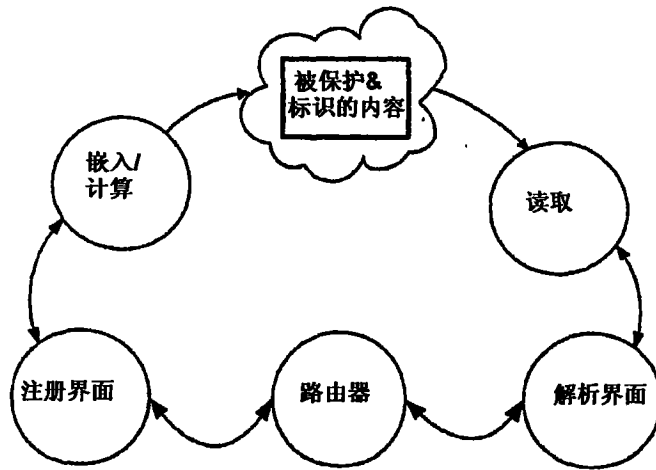 被保护&
标识的内容
嵌入/
计算
读取
注册界面
路由器
解析界面